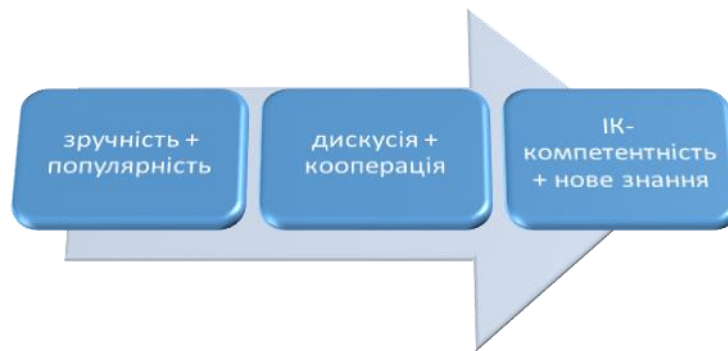 зручність +
популярність
дискусія +
кооперація
ІК-
компетентність
+ нове знання